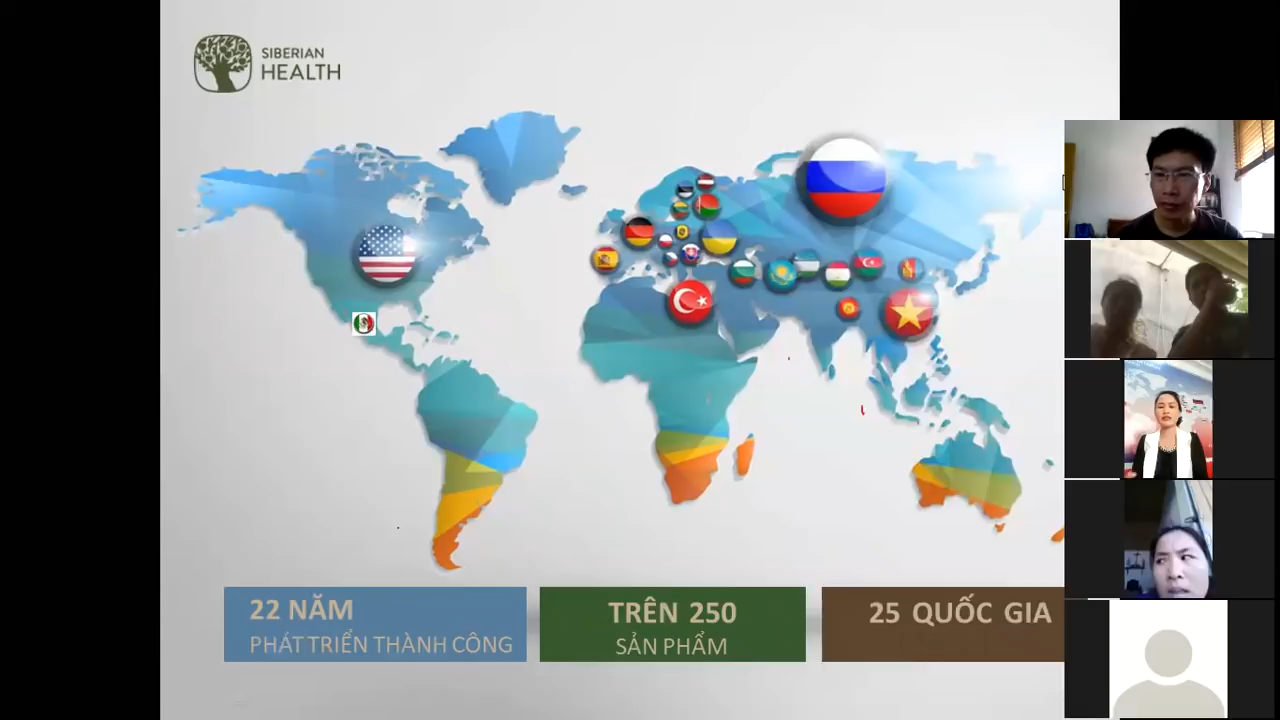 SIBERIAN
HEALTH
22 NĂM
PHÁT TRIỂN THÀNH CÔNG
TRÊN 250
SẢN PHẨM
25 QUỐC GIA